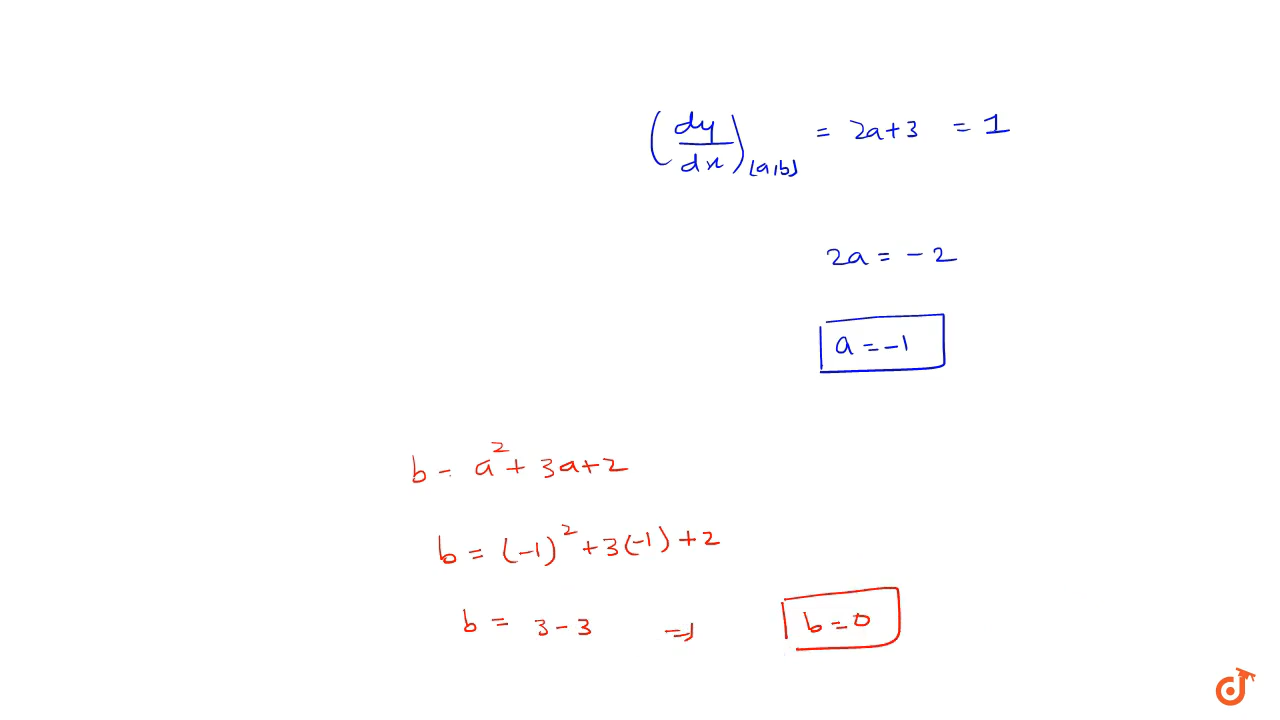 (dy/dx)(a,b) = 2a+3 = 1
2a = -2
a = -1
b = a² + 3a+2
b = (-1)² + 3(-1) + 2
b = 3 - 3 ⇒ b = 0